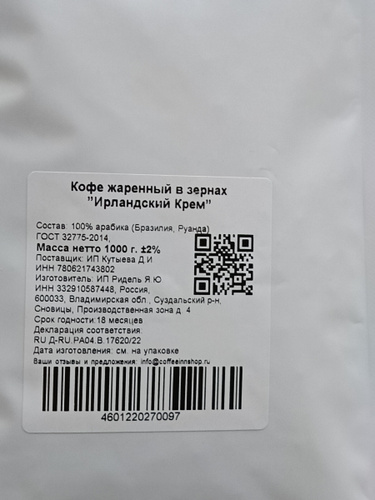 Кофе жаренный в зернах
"Ирландский Крем"
Состав: 100% арабика (Бразилия, Руанда)
ГОСТ 32775-2014,
Масса нетто 1000 г. ±2%
Поставщик: ИП Кутыева Д И
ИНН 780621743802
Изготовитель: ИП Ридель Я.Ю
ИНН 332910587448, Россия,
600033, Владимирская обл., Суздальский р-н.
Сновицы, Производственная зона д. 4
Срок годности:18 месяцев
Декларация соответствия:
RU Д-RU.РА04.В.17620/22
Дата изготовления: см. на упаковке
Ваши отзывы и предложения: info@coffeeinnshop.ru
4601220270097